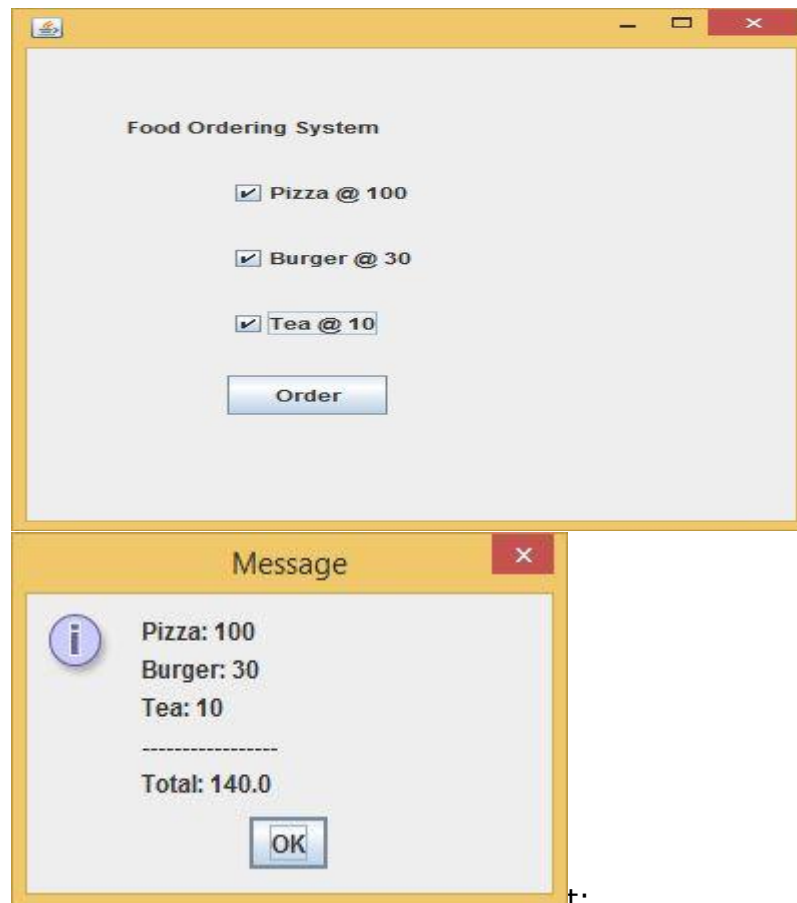 Food Ordering System
Pizza @ 100
Burger @ 30
Tea @ 10
Order
Message
Pizza: 100
Burger: 30
Tea: 10
-----------------
Total: 140.0
OK
t: